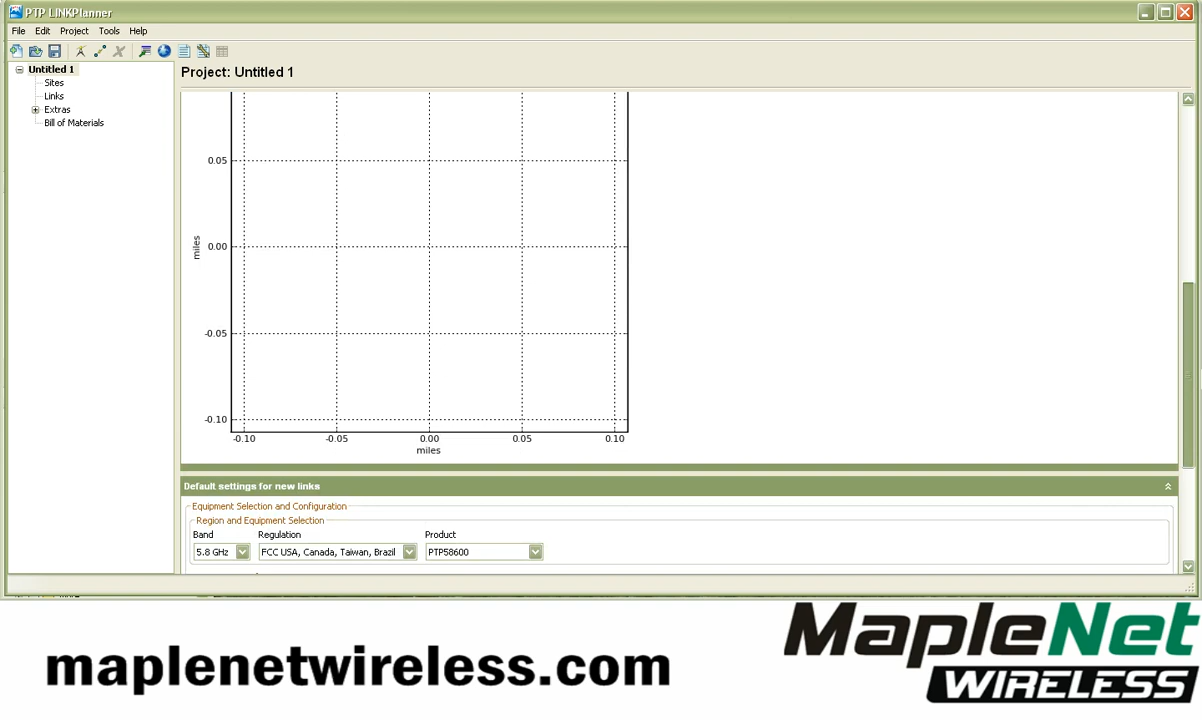 PTP LINKPlanner
File Edit Project Tools Help
Untitled 1
Sites
Links
Extras
Bill of Materials
Project: Untitled 1
0.05
0.00
-0.05
-0.10
miles
-0.10 -0.05 0.00 0.05 0.10
miles
Default settings for new links
Equipment Selection and Configuration
Region and Equipment Selection
Band Regulation Product
5.8 GHz FCC USA, Canada, Taiwan, Brazil PTP58600
maplenetwireless.com
MapleNet
WIRELESS